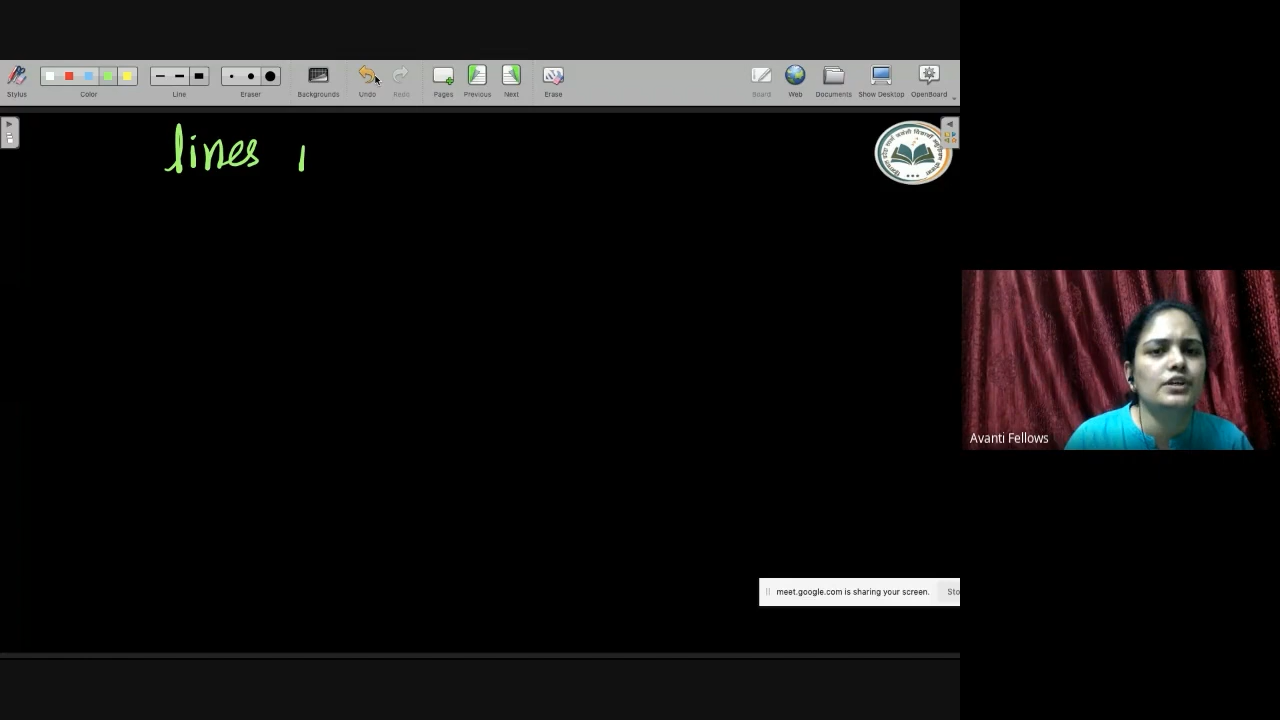 Stylus Color Line Eraser Backgrounds Undo Redo Pages Previous Next Erase Board Web Documents Show Desktop OpenBoard
lines
Avanti Fellows
meet.google.com is sharing your screen. Sto